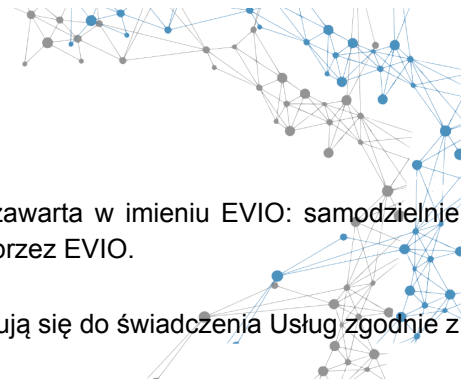 zawarta w imieniu EVIO: samodzielnie
przez EVIO.
ują się do świadczenia Usług zgodnie z